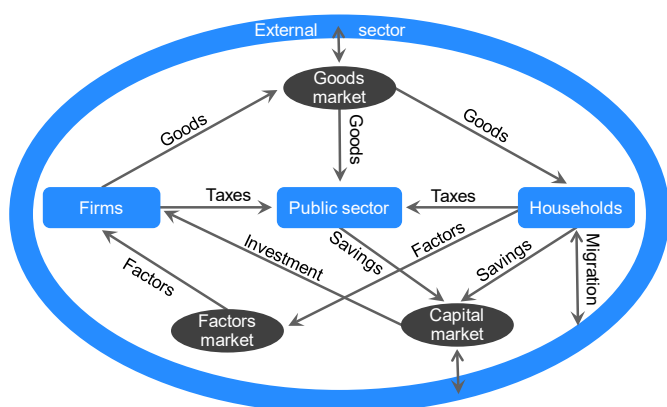 External sector
Goods
market
Goods
Goods
Goods
Firms
Taxes
Public sector
Taxes
Households
Factors
Investment
Savings
Factors
Savings
Migration
Factors
market
Capital
market